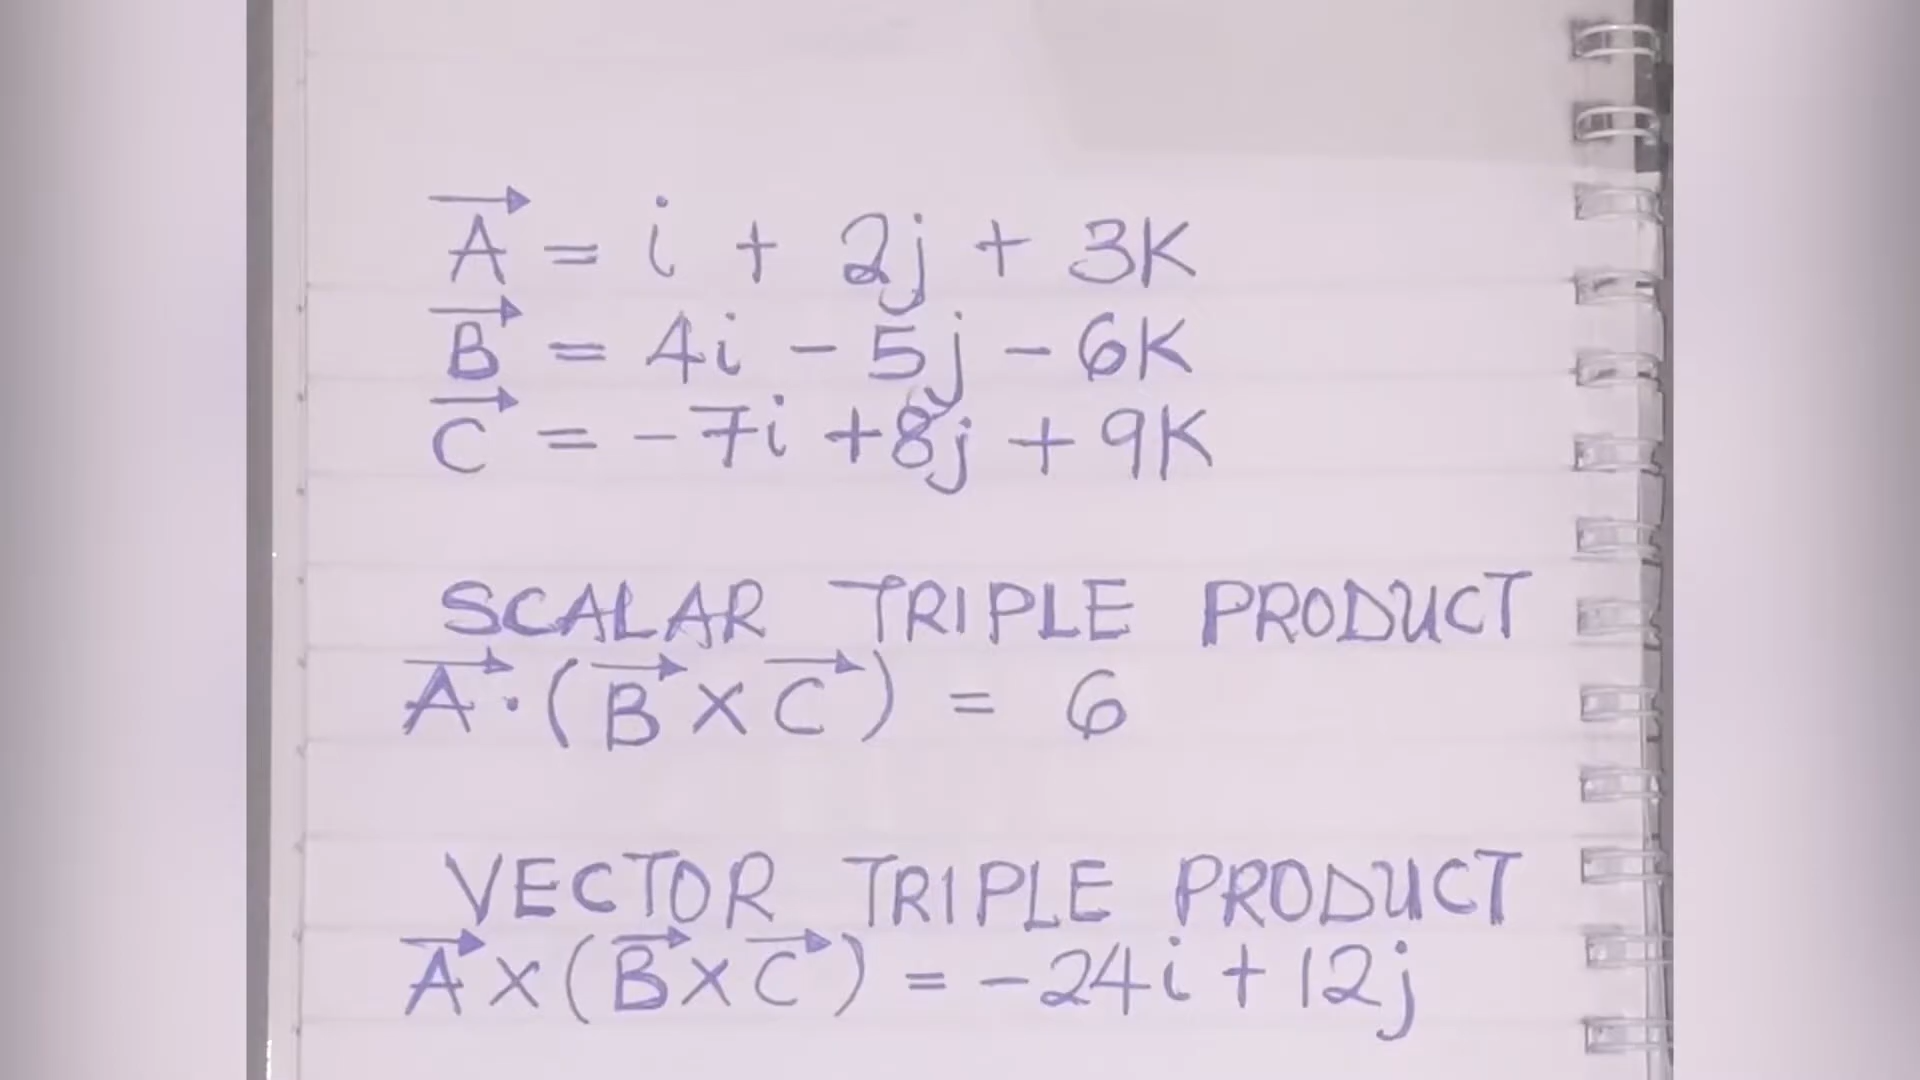 A = i + 2j + 3K
B = 4i - 5j - 6K
C = -7i + 8j + 9K
SCALAR TRIPLE PRODUCT
A · (B × C) = 6
VECTOR TRIPLE PRODUCT
A × (B × C) = -24i + 12j